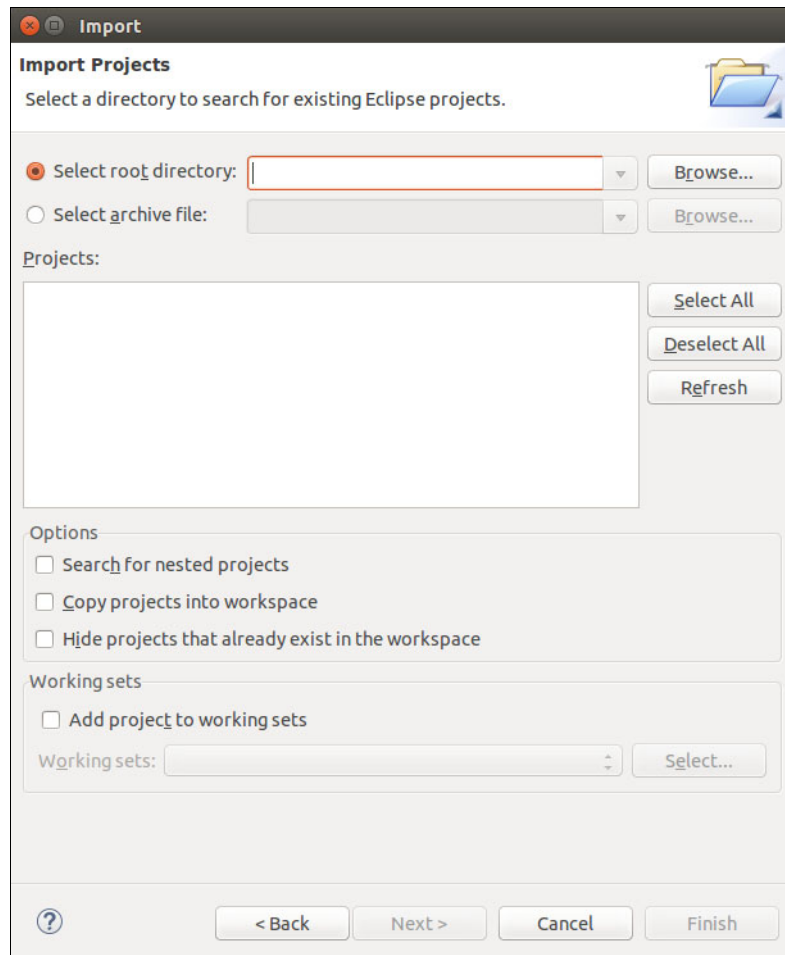 Import
Import Projects
Select a directory to search for existing Eclipse projects.
Select root directory: Browse...
Select archive file: Browse...
Projects:
Select All
Deselect All
Refresh
Options
Search for nested projects
Copy projects into workspace
Hide projects that already exist in the workspace
Working sets
Add project to working sets
Working sets: Select...
? < Back Next > Cancel Finish